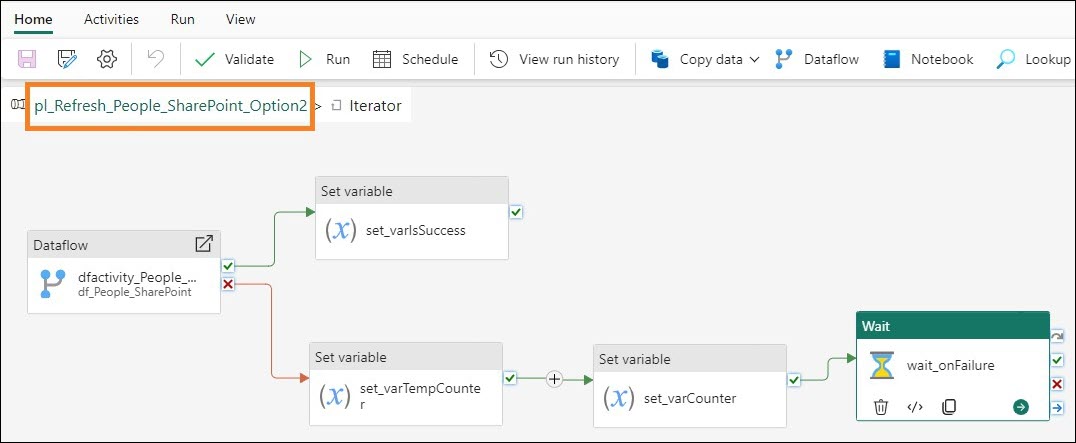 Home Activities Run View
Validate Run Schedule View run history Copy data Dataflow Notebook Lookup
pl_Refresh_People_SharePoint_Option2 > Iterator
Set variable
(x) set_varIsSuccess
Dataflow
dfactivity_People_...
df_People_SharePoint
Set variable
(x) set_varTempCounte
r
Set variable
(x) set_varCounter
Wait
wait_onFailure